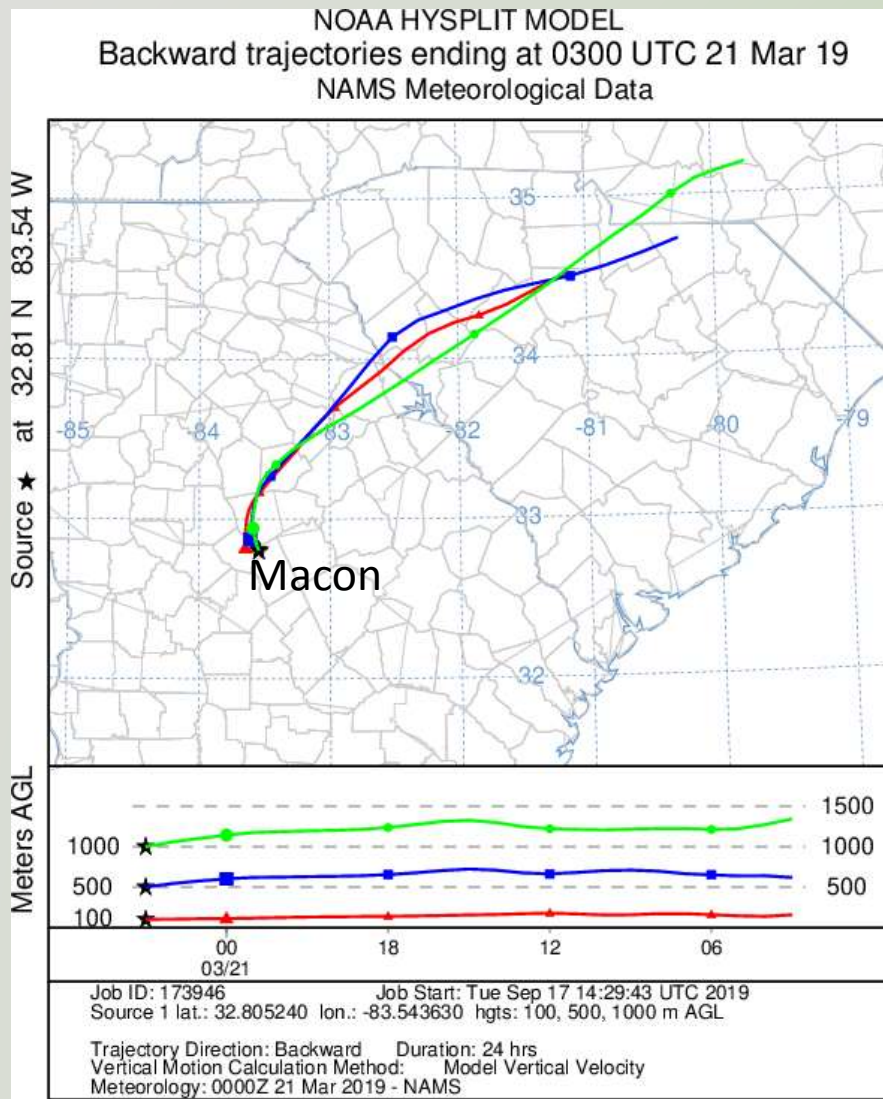 NOAA HYSPLIT MODEL
Backward trajectories ending at 0300 UTC 21 Mar 19
NAMS Meteorological Data
Source ★ at 32.81 N 83.54 W
35
34
-85 -84 -83 -82 -81 -80 -79
33
Macon
32
Meters AGL
1500
1000 1000
500 500
100
00 18 12 06
03/21
Job ID: 173946 Job Start: Tue Sep 17 14:29:43 UTC 2019
Source 1 lat.: 32.805240 lon.: -83.543630 hgts: 100, 500, 1000 m AGL
Trajectory Direction: Backward Duration: 24 hrs
Vertical Motion Calculation Method: Model Vertical Velocity
Meteorology: 0000Z 21 Mar 2019 - NAMS